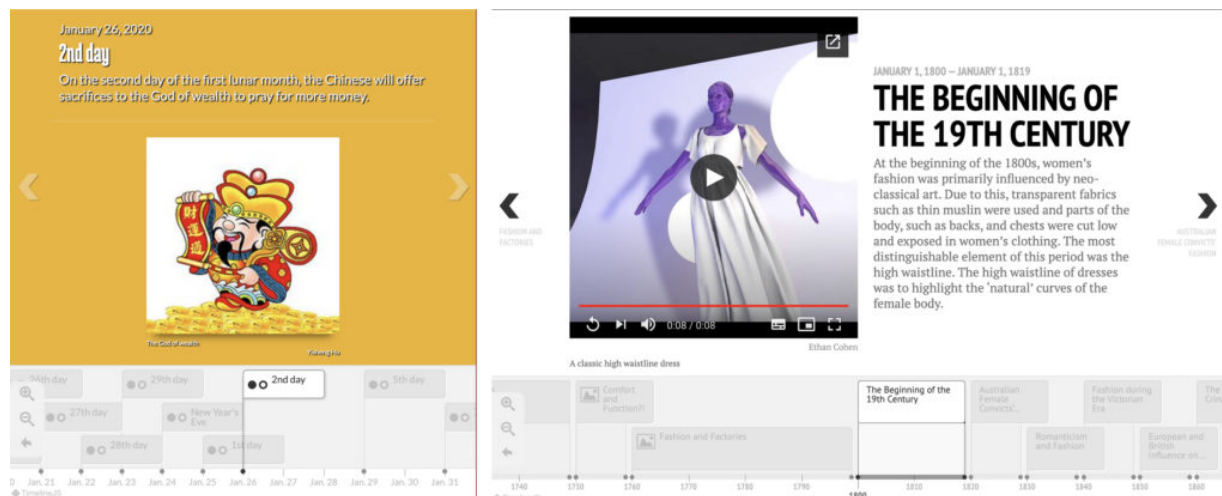 January 26, 2020
2nd day
On the second day of the first lunar month, the Chinese will offer
sacrifices to the God of wealth to pray for more money.
財運道
The God of wealth
26th day
29th day
2nd day
5th day
27th day
New Year's
Eve
28th day
1st day
Jan. 21
Jan. 22
Jan. 23
Jan. 24
Jan. 25
Jan. 26
Jan. 27
Jan. 28
Jan. 29
Jan. 30
Jan. 31
TimelineJS
JANUARY 1, 1800 – JANUARY 1, 1819
THE BEGINNING OF
THE 19TH CENTURY
At the beginning of the 1800s, women's
fashion was primarily influenced by neo-
classical art. Due to this, transparent fabrics
such as thin muslin were used and parts of the
body, such as backs, and chests were cut low
and exposed in women's clothing. The most
distinguishable element of this period was the
high waistline. The high waistline of dresses
was to highlight the 'natural' curves of the
female body.
FASHION AND
FACTORIES
AUSTRALIAN
FEMALE CONVICTS'
FASHION
0:08 / 0:08
Ethan Cohen
A classic high waistline dress
Comfort
and
Function?!
The Beginning of the
19th Century
Australian
Female
Convicts'...
Fashion during
the Victorian
Era
The
Fashion and Factories
Romanticism
and Fashion
European and
British
Influence on...
1740
1750
1760
1770
1780
1790
1800
1810
1820
1830
1840
1850
1860